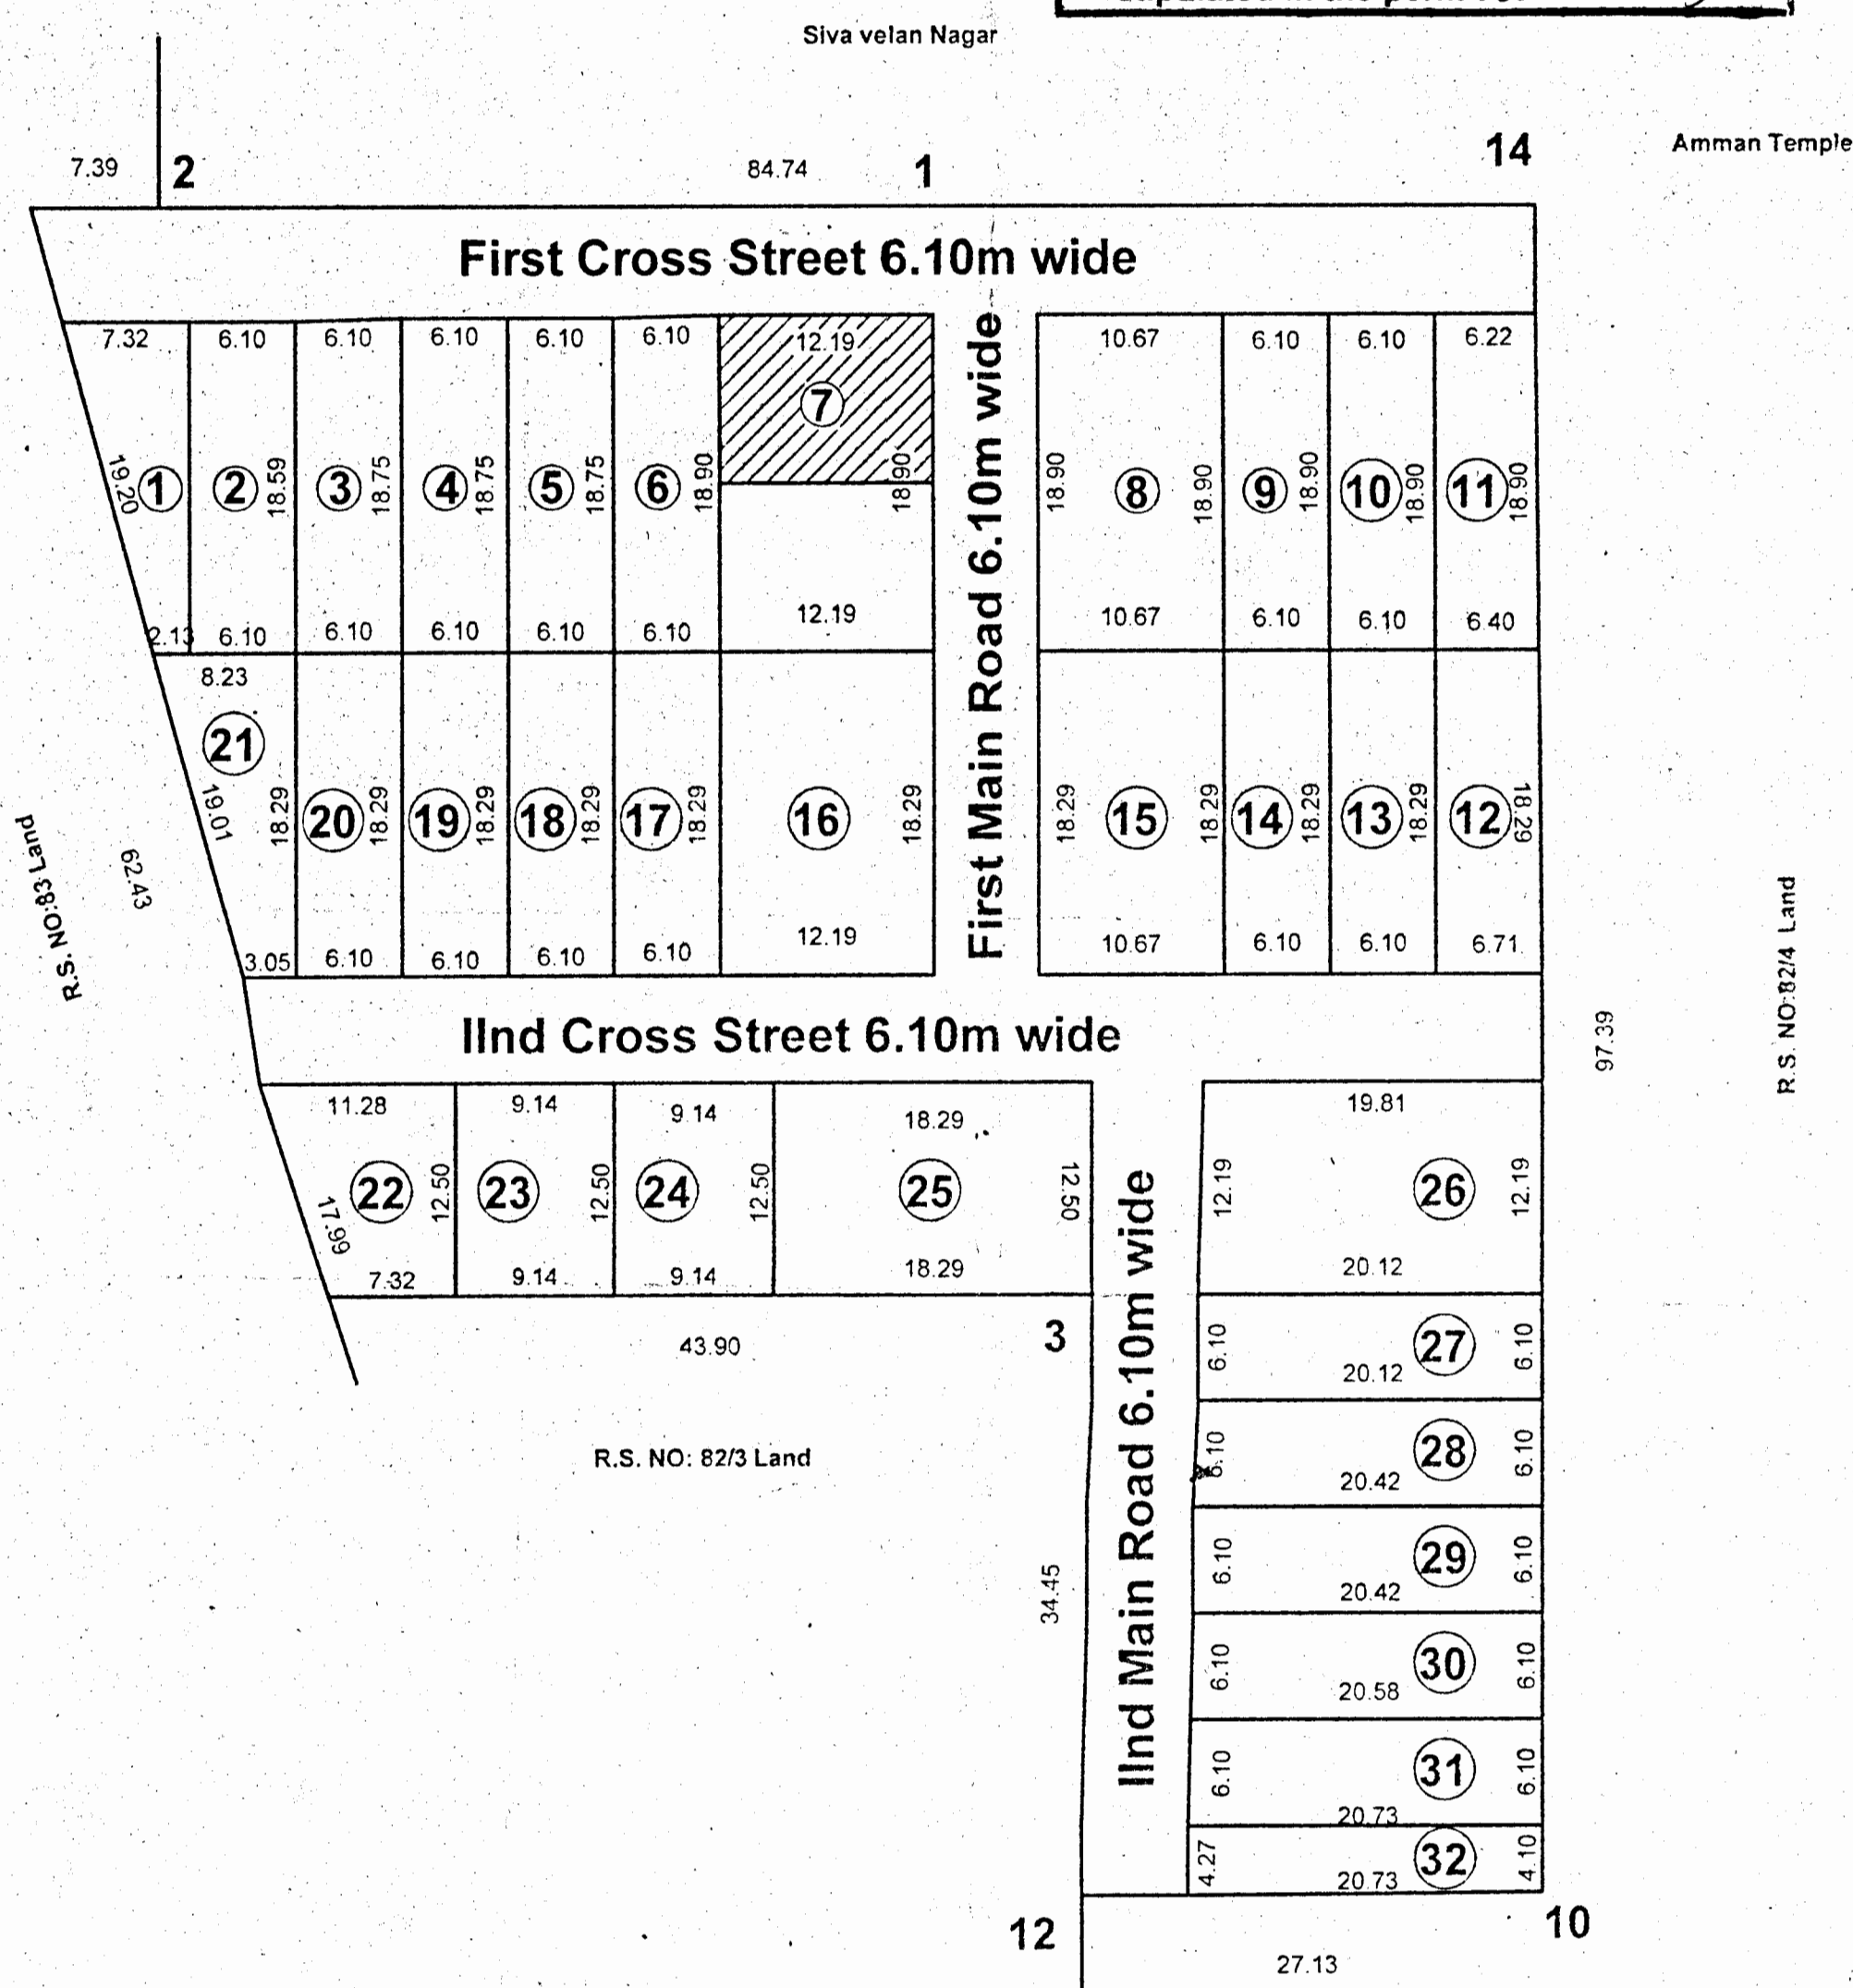 Siva velan Nagar
7.39
2
84.74
1
14
Amman Temple
First Cross Street 6.10m wide
7.32 6.10 6.10 6.10 6.10 6.10 12.19 10.67 6.10 6.10 6.22
7
19.20 1 2 18.59 3 18.75 4 18.75 5 18.75 6 18.90 18.90 18.90 8 18.90 9 18.90 10 18.90 11 18.90
2.13 6.10 6.10 6.10 6.10 6.10 12.19 10.67 6.10 6.10 6.40
First Main Road 6.10m wide
8.23
21
19.01 18.29 20 18.29 19 18.29 18 18.29 17 18.29 16 18.29 18.29 15 18.29 14 18.29 13 18.29 12 18.29
3.05 6.10 6.10 6.10 6.10 12.19 10.67 6.10 6.10 6.71
R.S. NO:83 Land
62.43
R.S. NO:82/4 Land
97.39
IInd Cross Street 6.10m wide
11.28 9.14 9.14 18.29 19.81
17.99 22 12.50 23 12.50 24 12.50 25 12.50 12.19 26 12.19
7.32 9.14 9.14 18.29 20.12
IInd Main Road 6.10m wide
43.90
3
6.10 20.12 27 6.10
R.S. NO: 82/3 Land
6.10 20.42 28 6.10
34.45
6.10 20.42 29 6.10
6.10 20.58 30 6.10
6.10 20.73 31 6.10
4.27 20.73 32 4.10
12
10
27.13